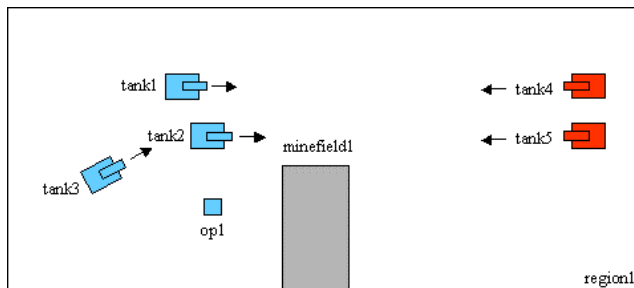 tank1
tank4
tank2
tank5
minefield1
tank3
op1
region1